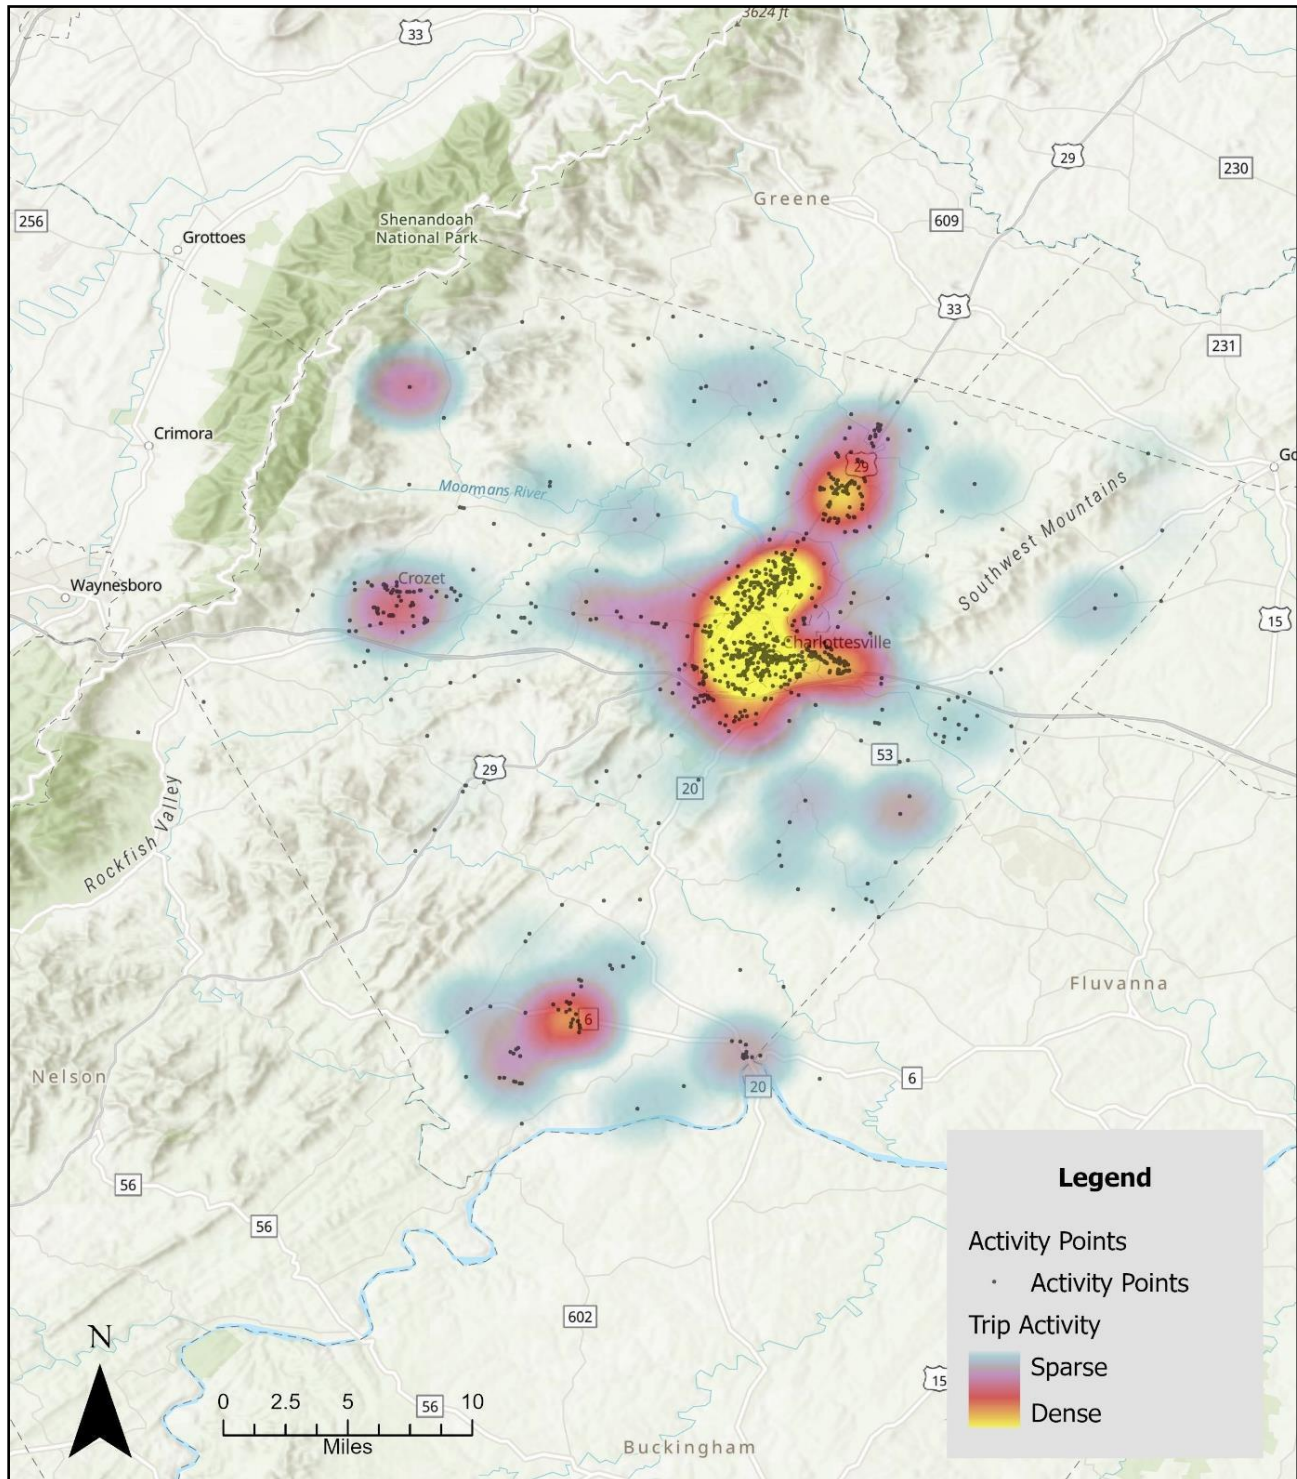 3624 ft
33
29
230
Greene
256
609
Shenandoah
National Park
Grottoes
33
231
Crimora
29
Go
Moormans River
Southwest Mountains
Crozet
Waynesboro
15
Charlottesville
53
29
20
Rockfish Valley
Fluvanna
6
Nelson
20
6
56
56
602
15
56
Buckingham
N
0 2.5 5 10
Miles
Legend
Activity Points
Activity Points
Trip Activity
Sparse
Dense